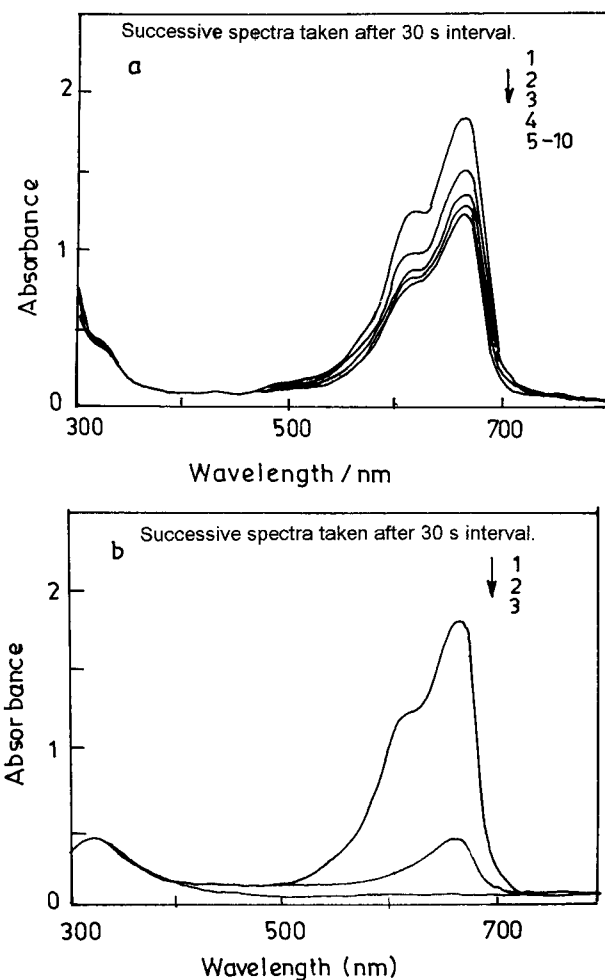 Successive spectra taken after 30 s interval.
a
1
2
3
4
5-10
2
1
0
Absorbance
300
500
700
Wavelength / nm
Successive spectra taken after 30 s interval.
b
1
2
3
2
1
0
Absorbance
300
500
700
Wavelength (nm)